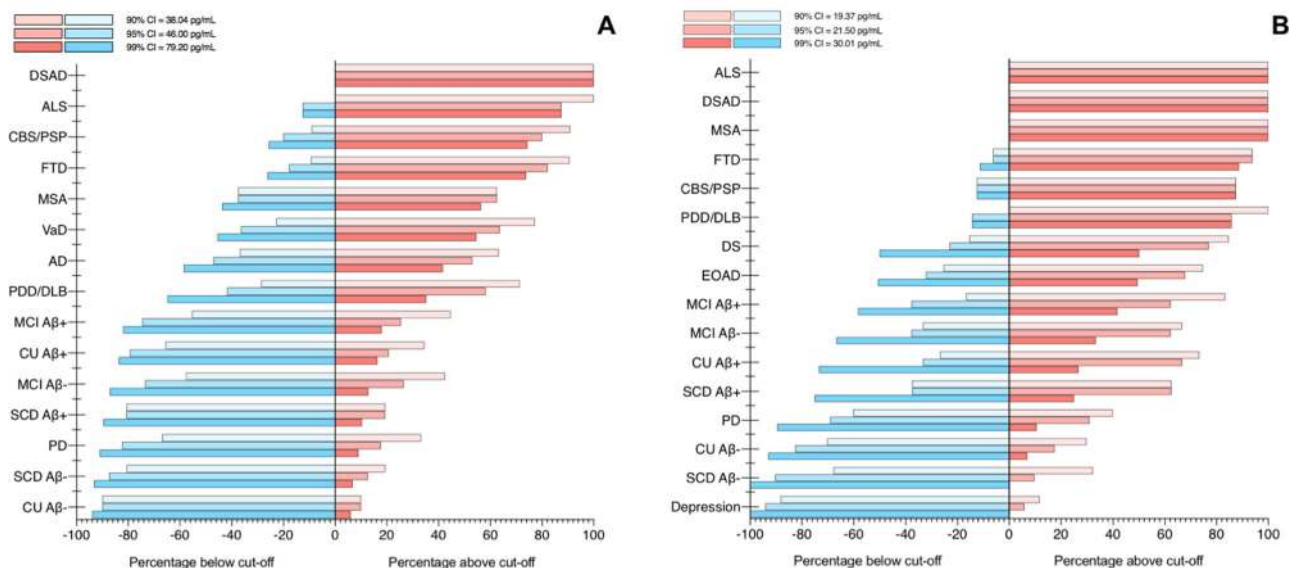 90% CI = 38.04 pg/mL
95% CI = 46.00 pg/mL
99% CI = 79.20 pg/mL
A
DSAD
ALS
CBS/PSP
FTD
MSA
VaD
AD
PDD/DLB
MCI Aβ+
CU Aβ+
MCI Aβ-
SCD Aβ+
PD
SCD Aβ-
CU Aβ-
-100 -80 -60 -40 -20 0 20 40 60 80 100
Percentage below cut-off Percentage above cut-off
90% CI = 19.37 pg/mL
95% CI = 21.50 pg/mL
99% CI = 30.01 pg/mL
B
ALS
DSAD
MSA
FTD
CBS/PSP
PDD/DLB
DS
EOAD
MCI Aβ+
MCI Aβ-
CU Aβ+
SCD Aβ+
PD
CU Aβ-
SCD Aβ-
Depression
-100 -80 -60 -40 -20 0 20 40 60 80 100
Percentage below cut-off Percentage above cut-off